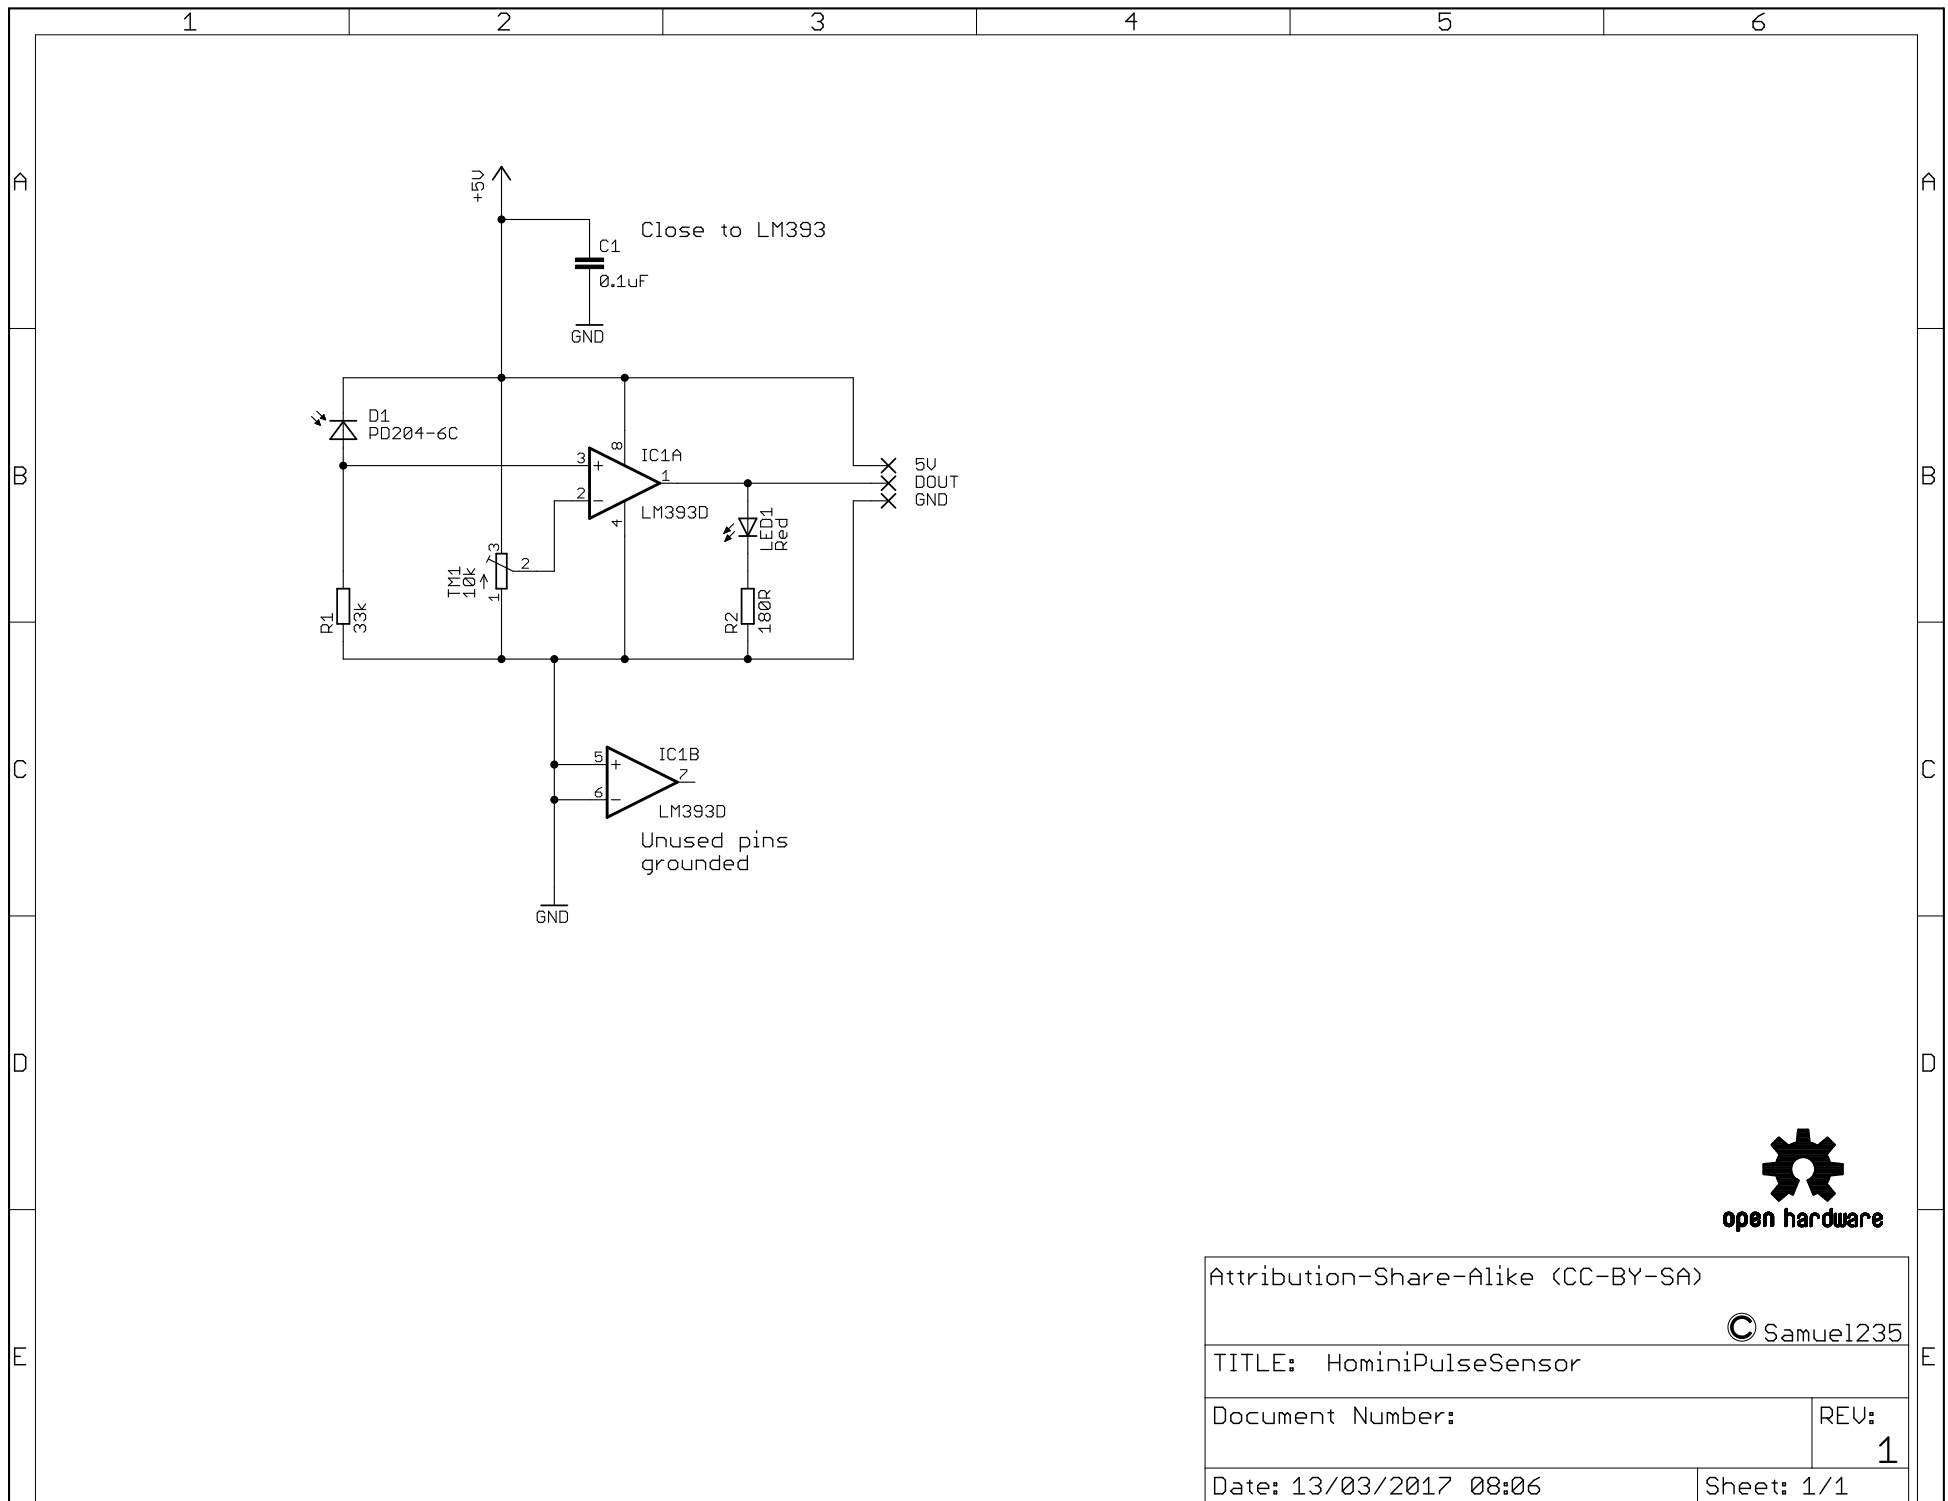 1 2 3 4 5 6
A A
+5V
Close to LM393
C1
0.1uF
GND
D1
PD204-6C
B B
3
2
+
-
8
4
1
IC1A
LM393D
5V
DOUT
GND
LED1
Red
TM1
10k
3
2
1
R1
33k
R2
180R
C C
5
6
+
-
7
IC1B
LM393D
Unused pins
grounded
GND
D D
open hardware
Attribution-Share-Alike (CC-BY-SA)
© Samuel235
E E
TITLE: HominiPulseSensor
Document Number:
REV:
1
Date: 13/03/2017 08:06
Sheet: 1/1